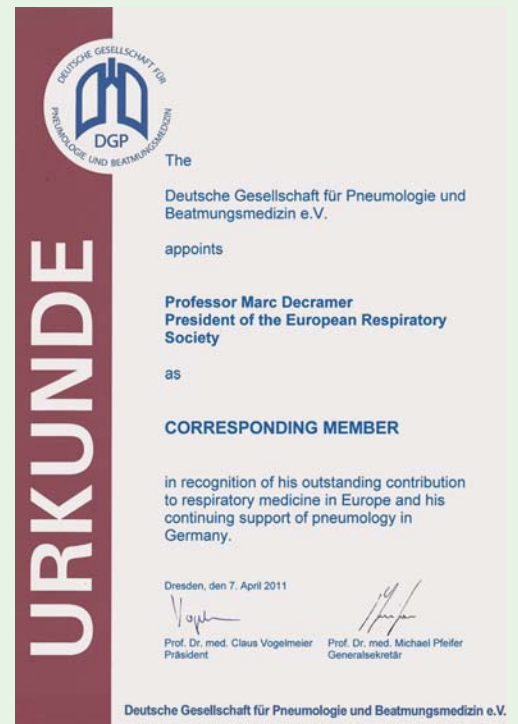 DEUTSCHE GESELLSCHAFT FÜR
PNEUMOLOGIE UND BEATMUNGSMEDIZIN
DGP
URKUNDE
The
Deutsche Gesellschaft für Pneumologie und
Beatmungsmedizin e.V.
appoints
Professor Marc Decramer
President of the European Respiratory
Society
as
CORRESPONDING MEMBER
in recognition of his outstanding contribution
to respiratory medicine in Europe and his
continuing support of pneumology in
Germany.
Dresden, den 7. April 2011
Prof. Dr. med. Claus Vogelmeier
Präsident
Prof. Dr. med. Michael Pfeifer
Generalsekretär
Deutsche Gesellschaft für Pneumologie und Beatmungsmedizin e.V.